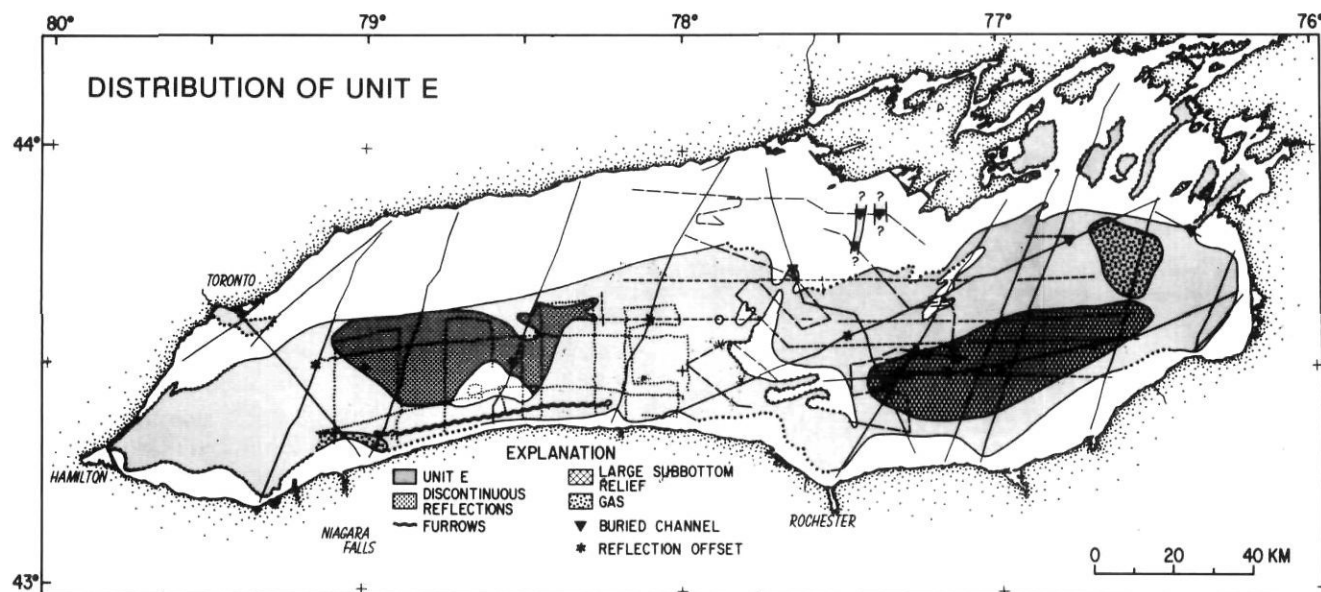 80° 79° 78° 77° 76°
DISTRIBUTION OF UNIT E
44°
? ?
? ?
TORONTO
HAMILTON
NIAGARA
FALLS
EXPLANATION
UNIT E
DISCONTINUOUS
REFLECTIONS
FURROWS
LARGE SUBBOTTOM
RELIEF
GAS
BURIED CHANNEL
REFLECTION OFFSET
ROCHESTER
43°
0 20 40 KM